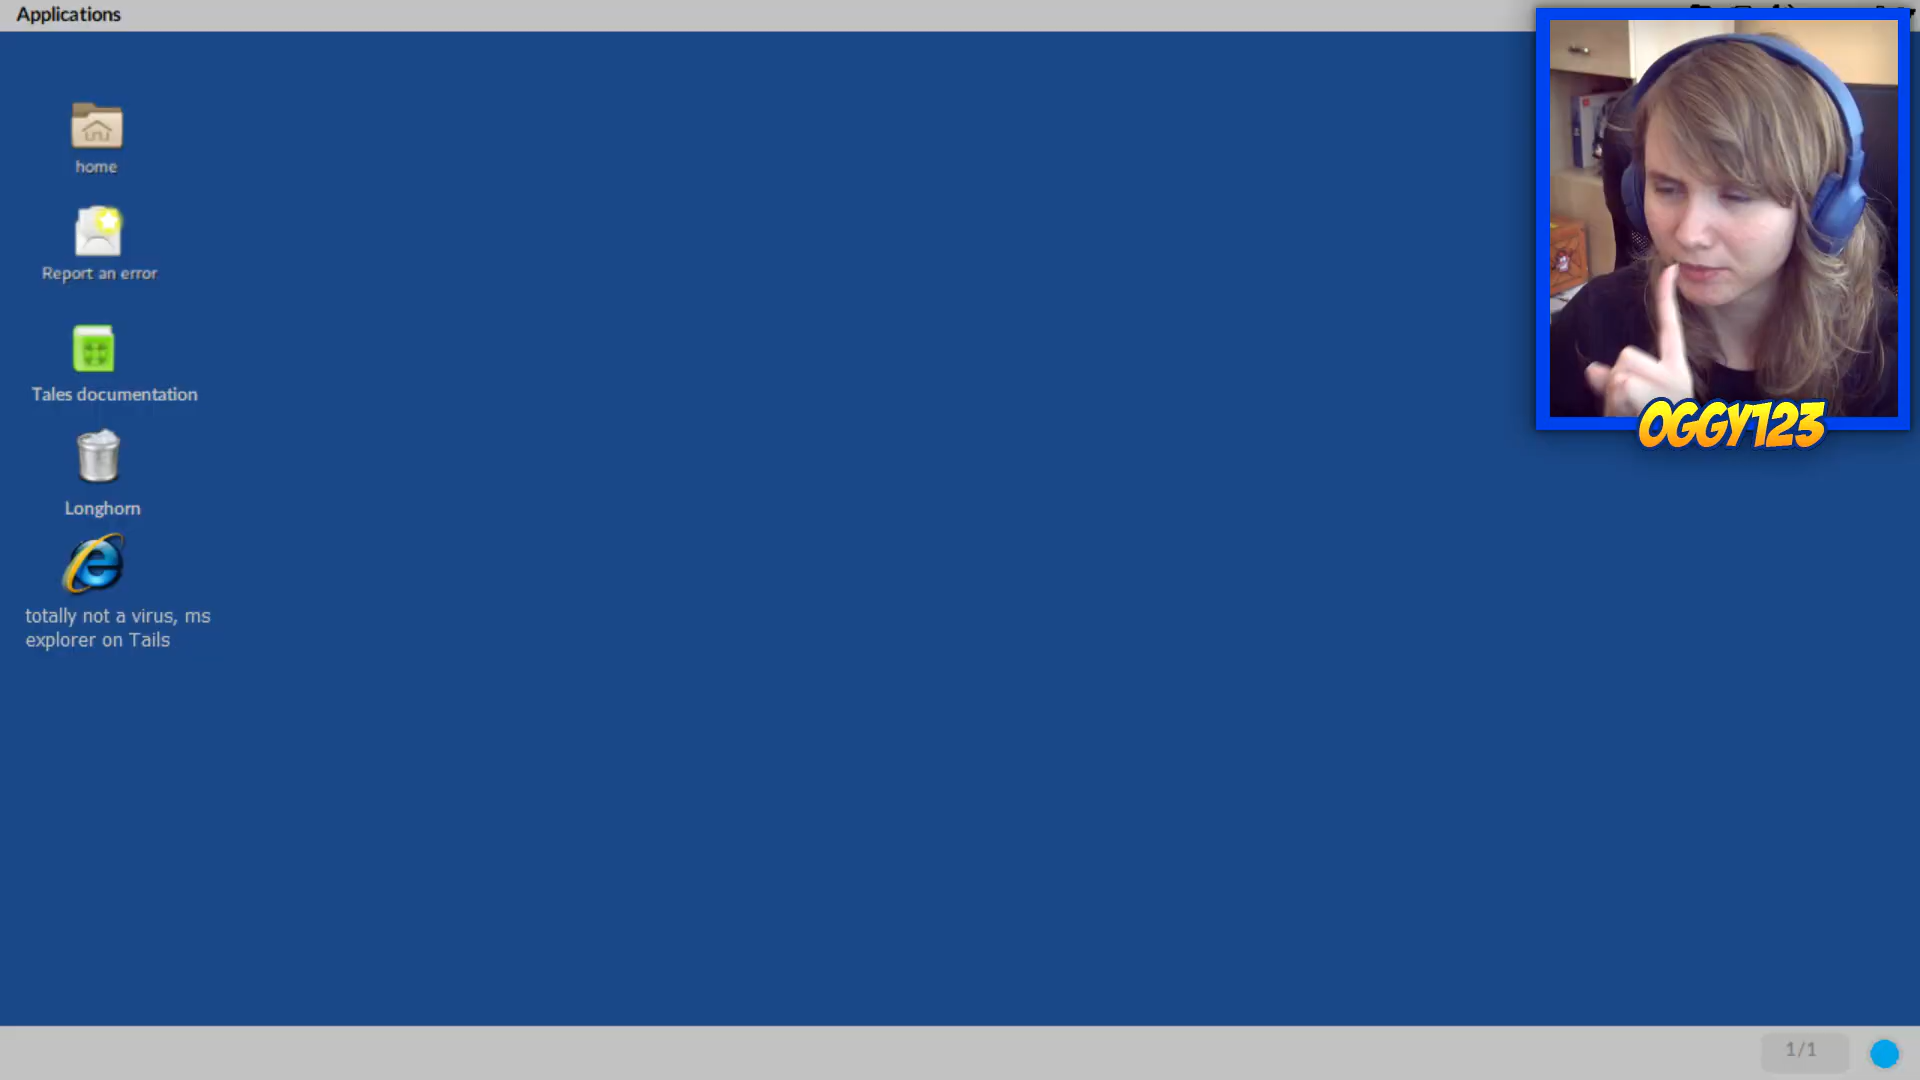 Applications
home
Report an error
Tales documentation
Longhorn
totally not a virus, ms
explorer on Tails
OGGY123
1/1